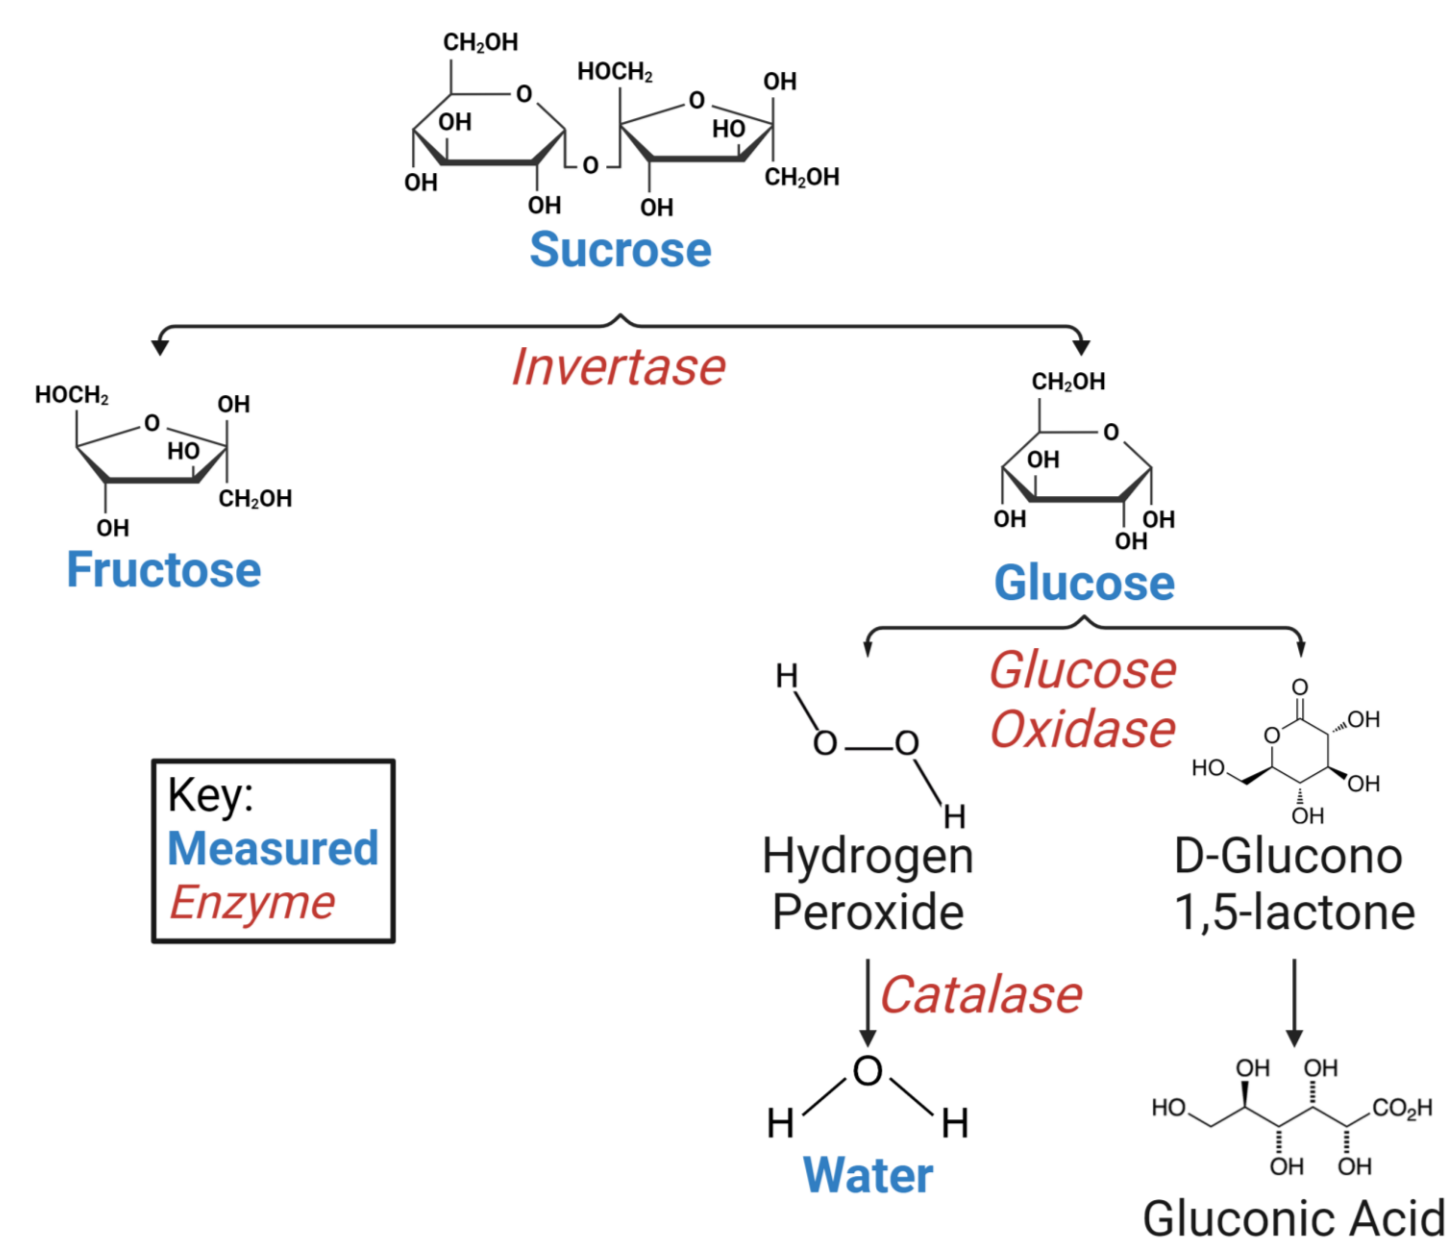 CH₂OH
O
OH
OH
OH
O
HOCH₂
O
OH
HO
CH₂OH
OH
Sucrose
Invertase
HOCH₂
O
OH
HO
CH₂OH
OH
Fructose
CH₂OH
O
OH
OH
OH
OH
Glucose
Glucose
Oxidase
H
O
O
H
Hydrogen
Peroxide
O
O
OH
HO
OH
OH
D-Glucono
1,5-lactone
Key:
Measured
Enzyme
Catalase
O
H
H
Water
OH
OH
HO
CO₂H
OH
OH
Gluconic Acid